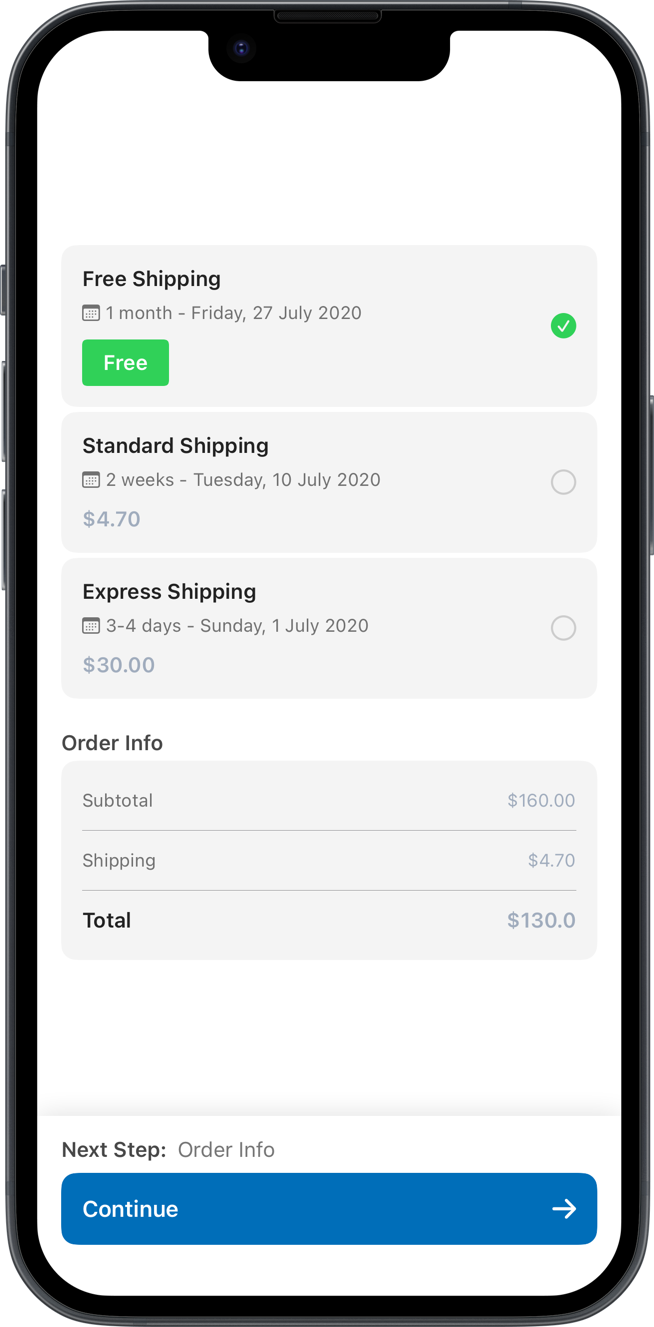 Free Shipping
1 month - Friday, 27 July 2020
Free
Standard Shipping
2 weeks - Tuesday, 10 July 2020
$4.70
Express Shipping
3-4 days - Sunday, 1 July 2020
$30.00
Order Info
Subtotal $160.00
Shipping $4.70
Total $130.0
Next Step: Order Info
Continue